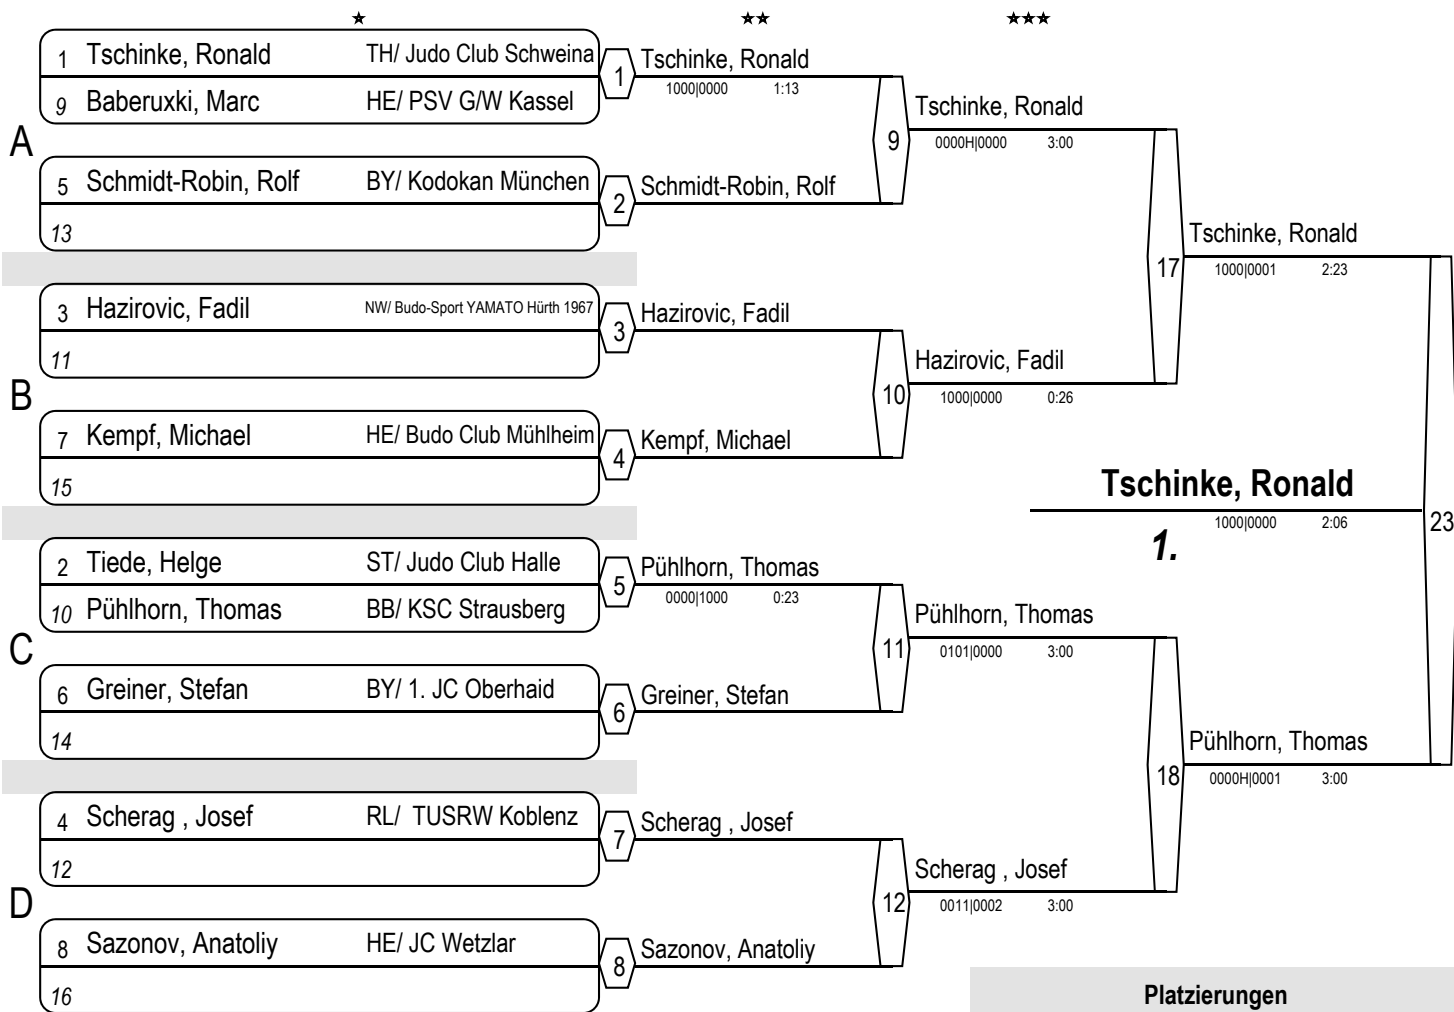 ★ ★★ ★★★
1 Tschinke, Ronald TH/ Judo Club Schweina
9 Baberuxki, Marc HE/ PSV G/W Kassel
1
Tschinke, Ronald
1000|0000 1:13
A
5 Schmidt-Robin, Rolf BY/ Kodokan München
13
2
Schmidt-Robin, Rolf
9
Tschinke, Ronald
0000H|0000 3:00
3 Hazirovic, Fadil NW/ Budo-Sport YAMATO Hürth 1967
11
3
Hazirovic, Fadil
B
7 Kempf, Michael HE/ Budo Club Mühlheim
15
4
Kempf, Michael
10
Hazirovic, Fadil
1000|0000 0:26
17
Tschinke, Ronald
1000|0001 2:23
2 Tiede, Helge ST/ Judo Club Halle
10 Pühlhorn, Thomas BB/ KSC Strausberg
5
Pühlhorn, Thomas
0000|1000 0:23
C
6 Greiner, Stefan BY/ 1. JC Oberhaid
14
6
Greiner, Stefan
11
Pühlhorn, Thomas
0101|0000 3:00
4 Scherag , Josef RL/ TUSRW Koblenz
12
7
Scherag , Josef
D
8 Sazonov, Anatoliy HE/ JC Wetzlar
16
8
Sazonov, Anatoliy
12
Scherag , Josef
0011|0002 3:00
18
Pühlhorn, Thomas
0000H|0001 3:00
23
Tschinke, Ronald
1000|0000 2:06
1.
Platzierungen